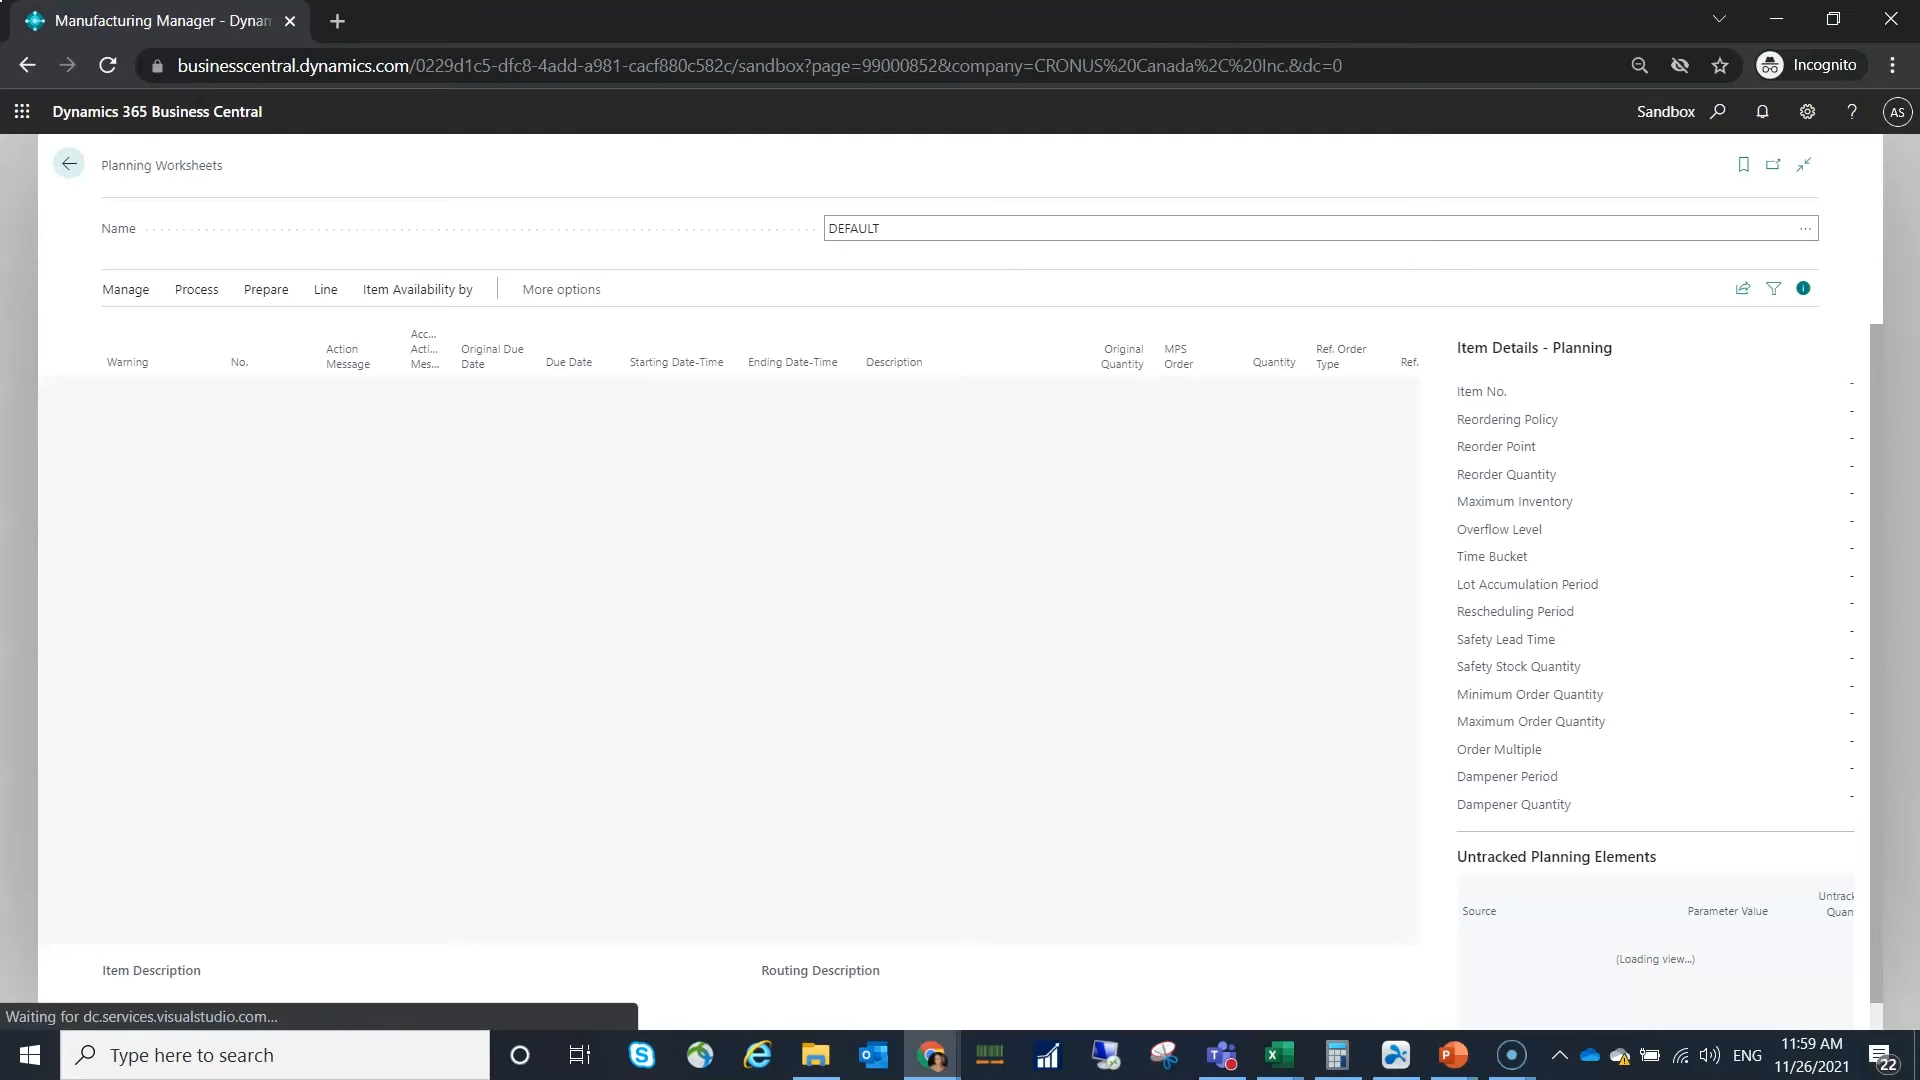 Manufacturing Manager - Dynan
businesscentral.dynamics.com/0229d1c5-dfc8-4add-a981-cacf880c582c/sandbox?page=99000852&company=CRONUS%20Canada%2C%20Inc.&dc=0
Incognito
Dynamics 365 Business Central
Sandbox
?
AS
Planning Worksheets
Name
DEFAULT
...
Manage
Process
Prepare
Line
Item Availability by
More options
Warning
No.
Action
Message
Acc...
Acti...
Mes...
Original Due
Date
Due Date
Starting Date-Time
Ending Date-Time
Description
Original
Quantity
MPS
Order
Quantity
Ref. Order
Type
Ref.
Item Details - Planning
Item No. -
Reordering Policy -
Reorder Point -
Reorder Quantity -
Maximum Inventory -
Overflow Level -
Time Bucket -
Lot Accumulation Period -
Rescheduling Period -
Safety Lead Time -
Safety Stock Quantity -
Minimum Order Quantity -
Maximum Order Quantity -
Order Multiple -
Dampener Period -
Dampener Quantity -
Untracked Planning Elements
Source
Parameter Value
Untrack
Quan
(Loading view...)
Item Description
Routing Description
Waiting for dc.services.visualstudio.com...
Type here to search
ENG
11:59 AM
11/26/2021
22